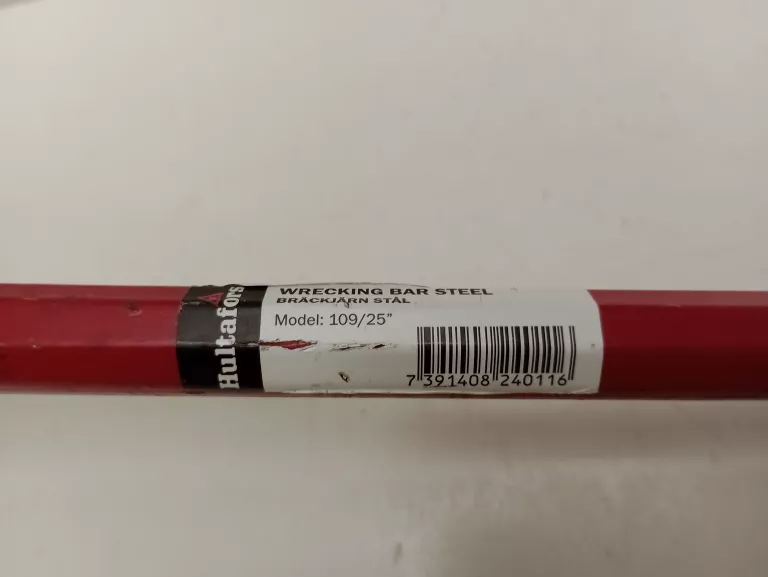 Hultafors
WRECKING BAR STEEL
BRÄCKJÄRN STÅL
Model: 109/25"
7 391408 240116